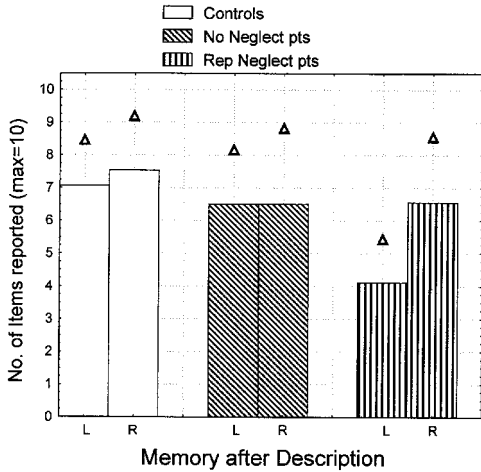 Controls
No Neglect pts
Rep Neglect pts
No. of Items reported (max=10)
10
9
8
7
6
5
4
3
2
1
0
L R L R L R
Memory after Description